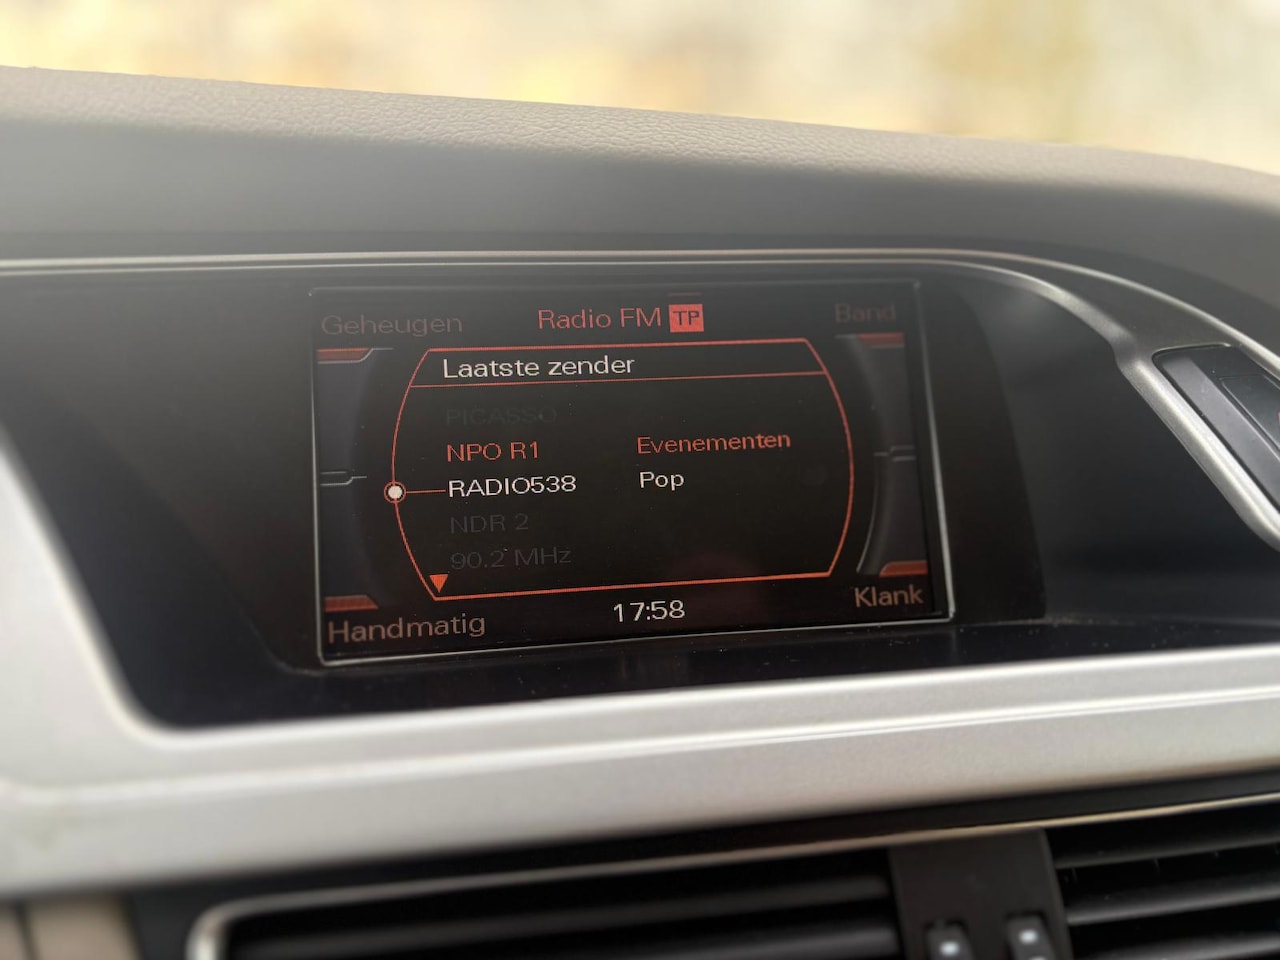 Geheugen Radio FM TP Band
Laatste zender
PICASSO
NPO R1 Evenementen
RADIO538 Pop
NDR 2
90.2 MHz
Handmatig 17:58 Klank